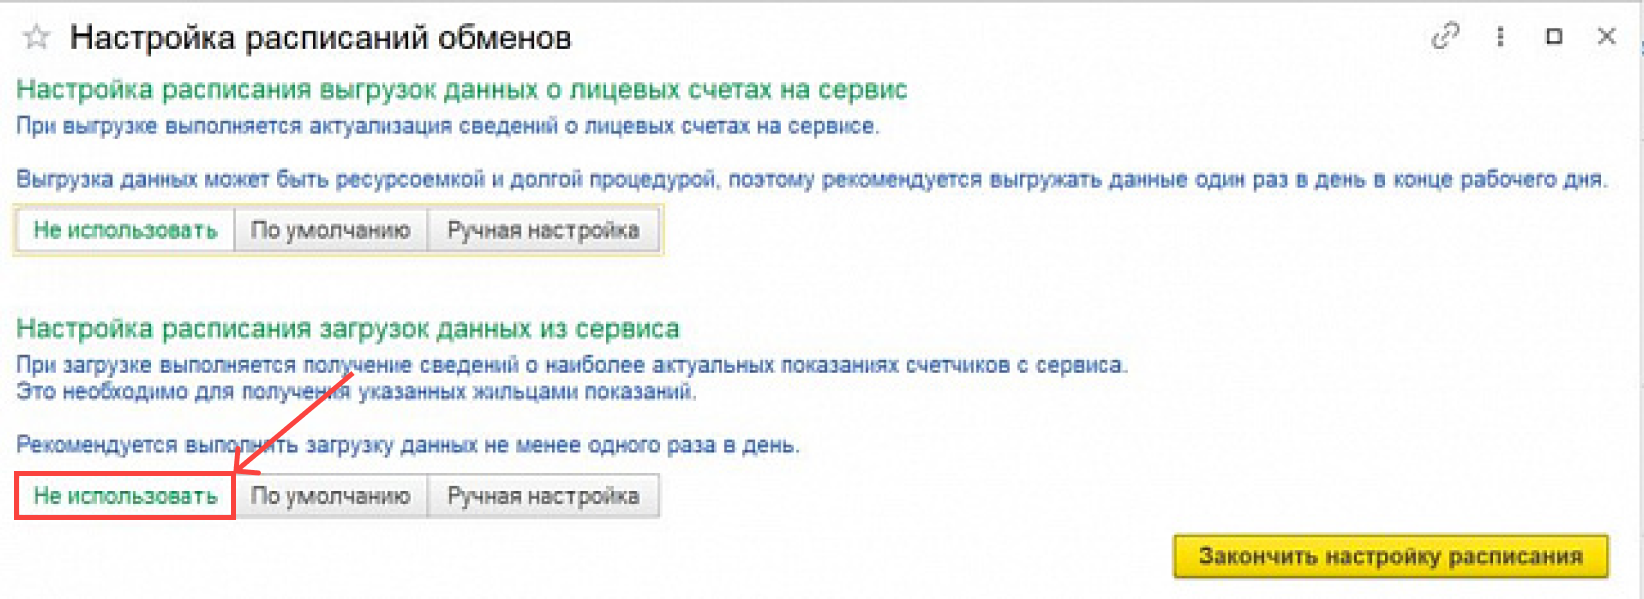 Настройка расписаний обменов
Настройка расписания выгрузок данных о лицевых счетах на сервис
При выгрузке выполняется актуализация сведений о лицевых счетах на сервисе.
Выгрузка данных может быть ресурсоемкой и долгой процедурой, поэтому рекомендуется выгружать данные один раз в день в конце рабочего дня.
Не использовать По умолчанию Ручная настройка
Настройка расписания загрузок данных из сервиса
При загрузке выполняется получение сведений о наиболее актуальных показаниях счетчиков с сервиса.
Это необходимо для получения указанных жильцами показаний.
Рекомендуется выполнять загрузку данных не менее одного раза в день.
Не использовать По умолчанию Ручная настройка
Закончить настройку расписания